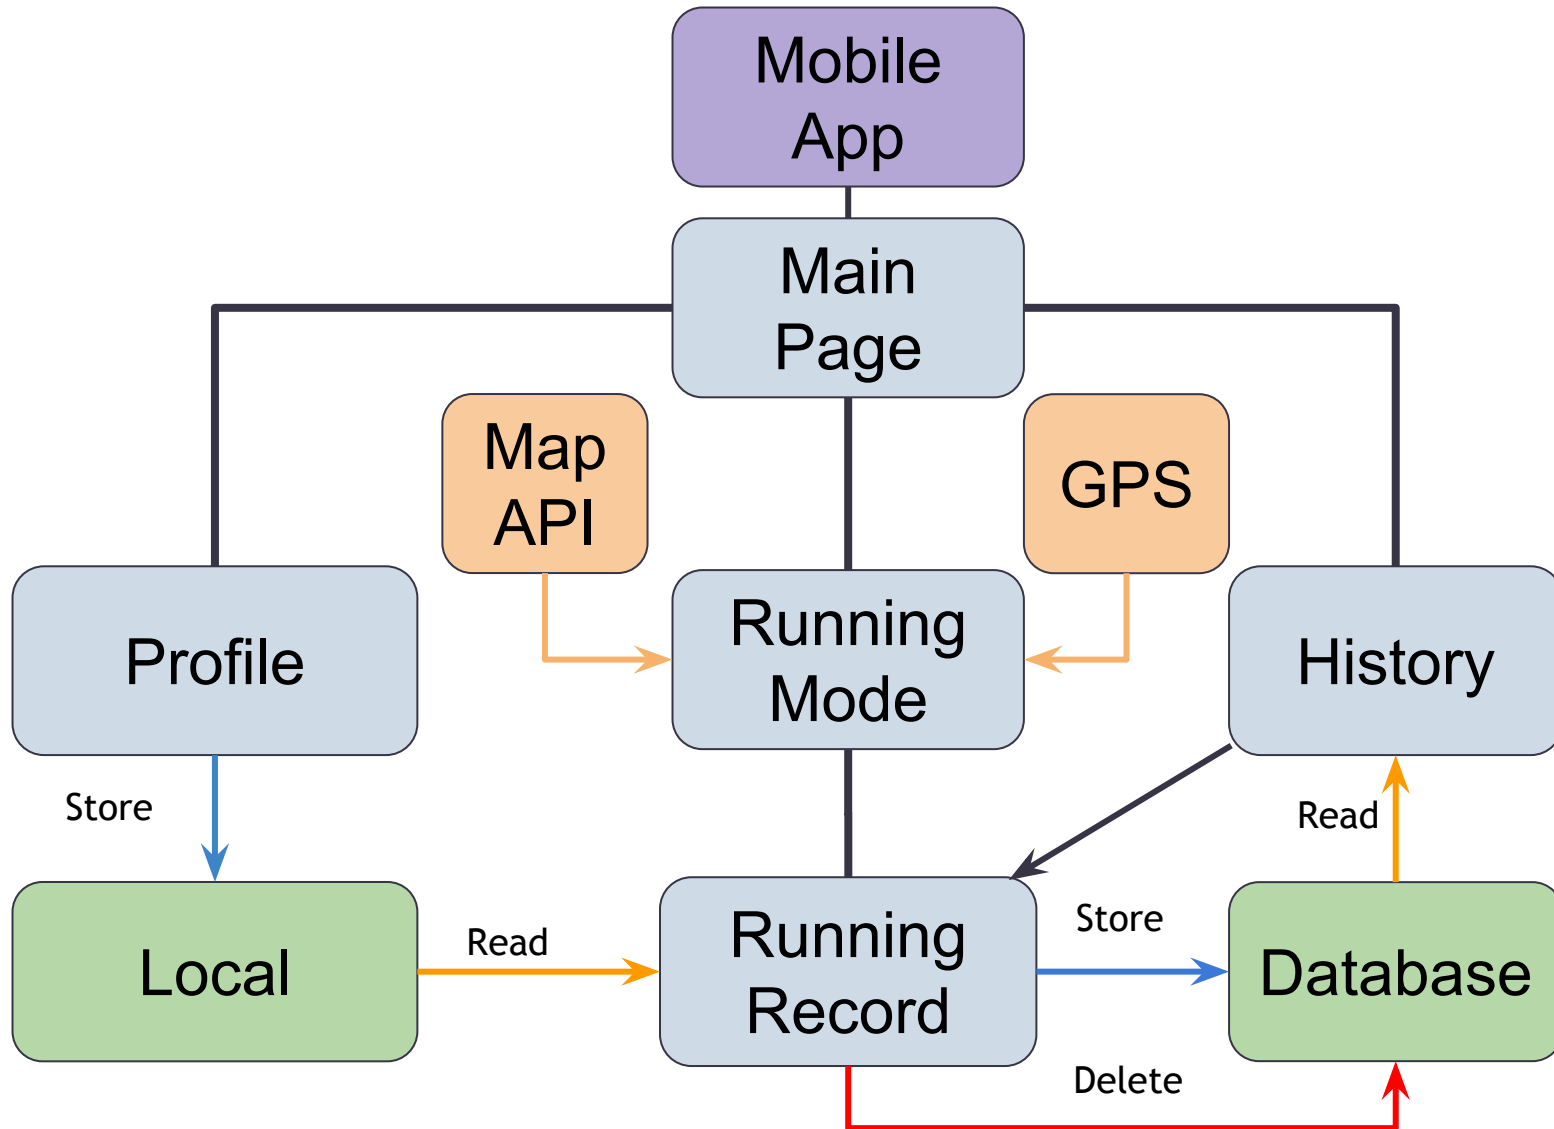 Mobile
App
Main
Page
Map
API
GPS
Profile
Running
Mode
History
Store
Read
Local
Read
Running
Record
Store
Database
Delete